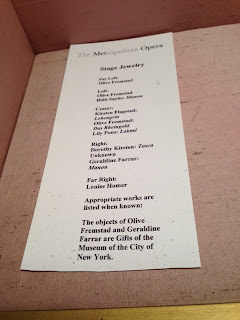 The Metropolitan Opera
Stage Jewelry
Far Left:
Olive Fremstad
Left:
Olive Fremstad
Bidu Sayão: Manon
Center:
Kirsten Flagstad:
Lohengrin
Olive Fremstad:
Das Rheingold
Lily Pons: Lakmé
Right:
Dorothy Kirsten: Tosca
Unknown
Geraldine Farrar:
Manon
Far Right:
Louise Homer
Appropriate works are
listed when known:
The objects of Olive
Fremstad and Geraldine
Farrar are Gifts of the
Museum of the City of
New York.